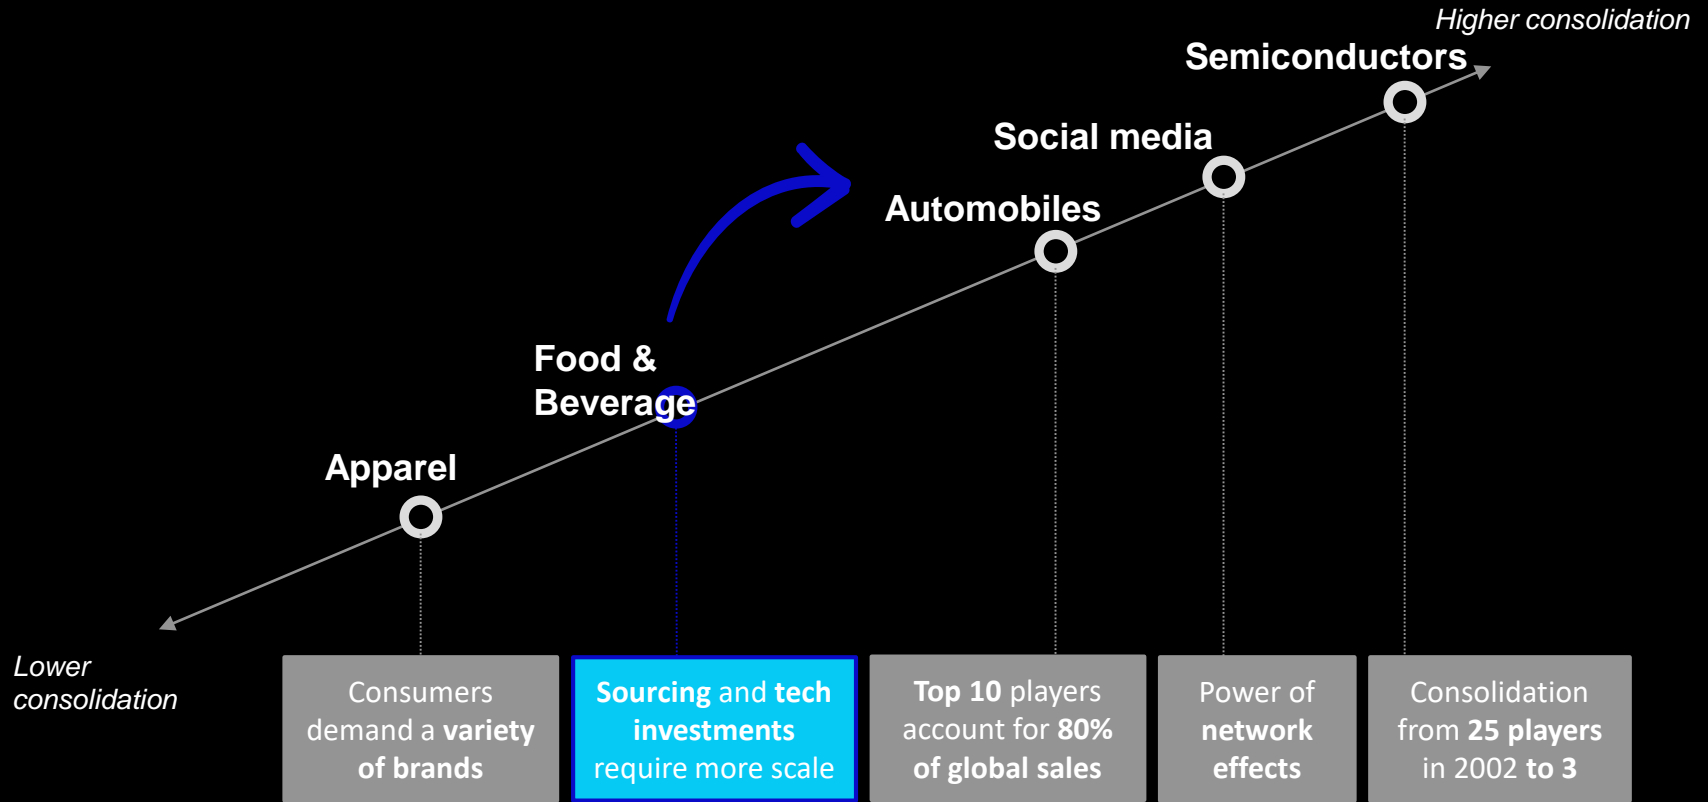 Higher consolidation
Semiconductors
Social media
Automobiles
Food &
Beverage
Apparel
Lower
consolidation
Consumers
demand a variety
of brands
Sourcing and tech
investments
require more scale
Top 10 players
account for 80%
of global sales
Power of
network
effects
Consolidation
from 25 players
in 2002 to 3